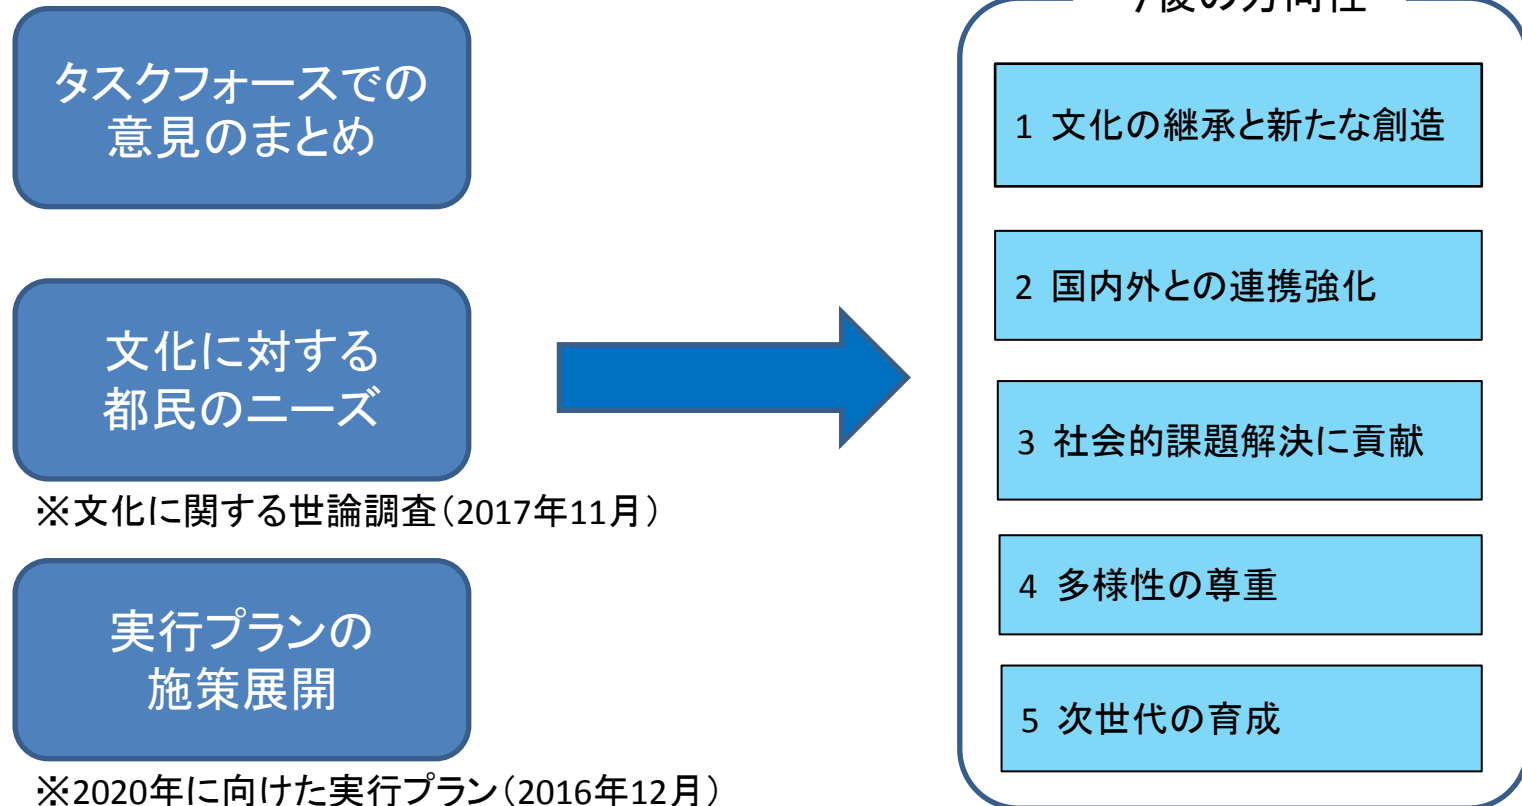 タスクフォースでの
意見のまとめ
文化に対する
都民のニーズ
※文化に関する世論調査(2017年11月)
実行プランの
施策展開
※2020年に向けた実行プラン(2016年12月)
後の方向性
1 文化の継承と新たな創造
2 国内外との連携強化
3 社会的課題解決に貢献
4 多様性の尊重
5 次世代の育成